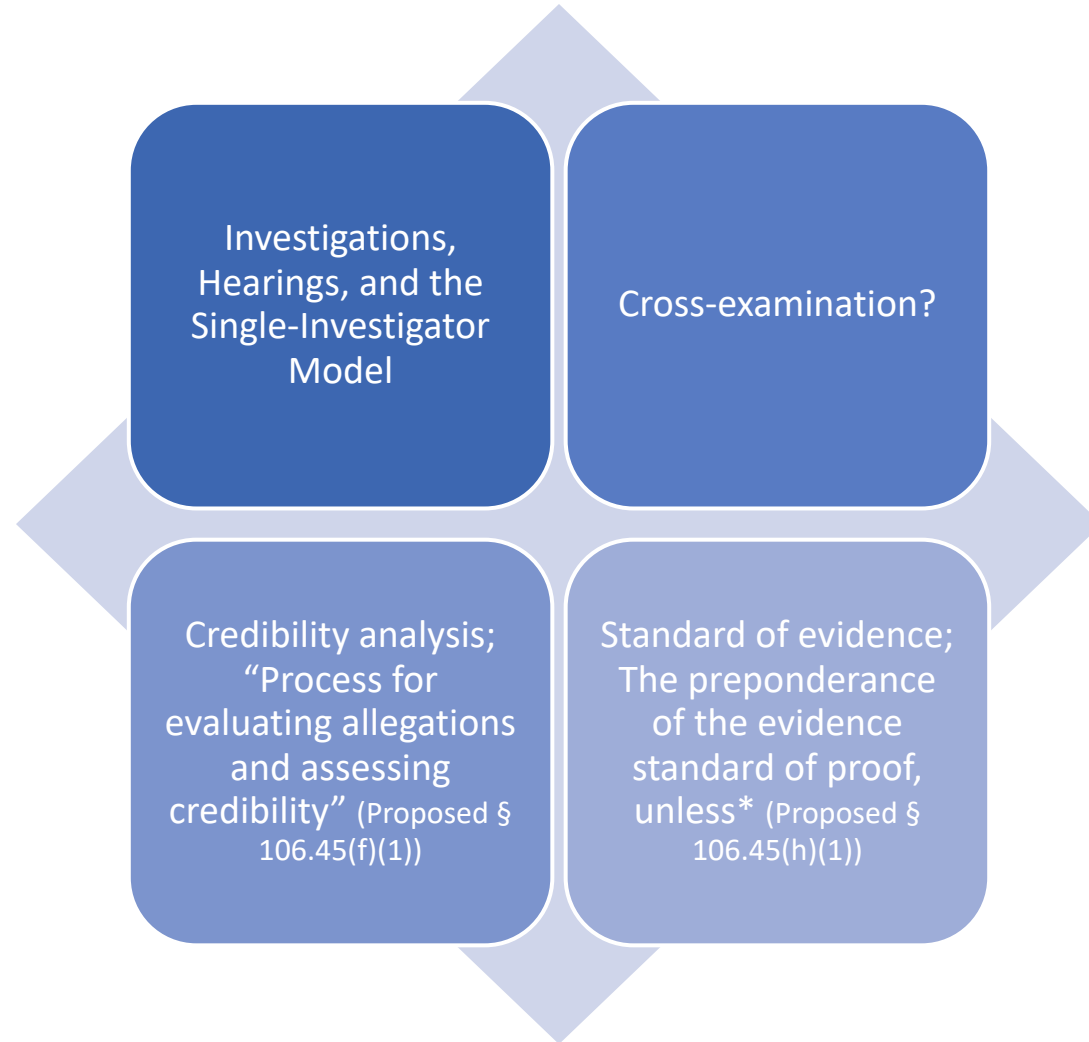 Investigations,
Hearings, and the
Single-Investigator
Model
Cross-examination?
Credibility analysis;
“Process for
evaluating allegations
and assessing
credibility” (Proposed §
106.45(f)(1))
Standard of evidence;
The preponderance
of the evidence
standard of proof,
unless* (Proposed §
106.45(h)(1))